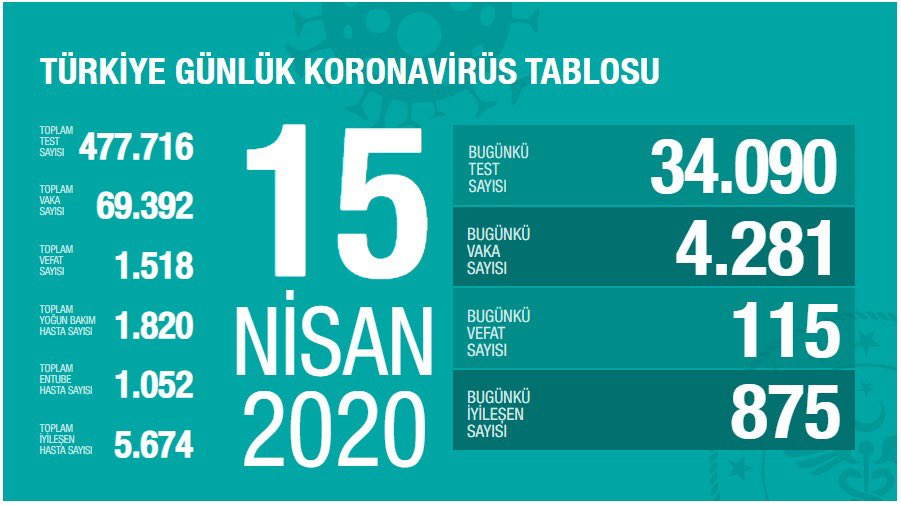 TÜRKİYE GÜNLÜK KORONAVİRÜS TABLOSU
TOPLAM
TEST
SAYISI
477.716
TOPLAM
VAKA
SAYISI
69.392
TOPLAM
VEFAT
SAYISI
1.518
TOPLAM
YOĞUN BAKIM
HASTA SAYISI
1.820
TOPLAM
ENTUBE
HASTA SAYISI
1.052
TOPLAM
İYİLEŞEN
HASTA SAYISI
5.674
15
NİSAN
2020
BUGÜNKÜ
TEST
SAYISI
34.090
BUGÜNKÜ
VAKA
SAYISI
4.281
BUGÜNKÜ
VEFAT
SAYISI
115
BUGÜNKÜ
İYİLEŞEN
SAYISI
875